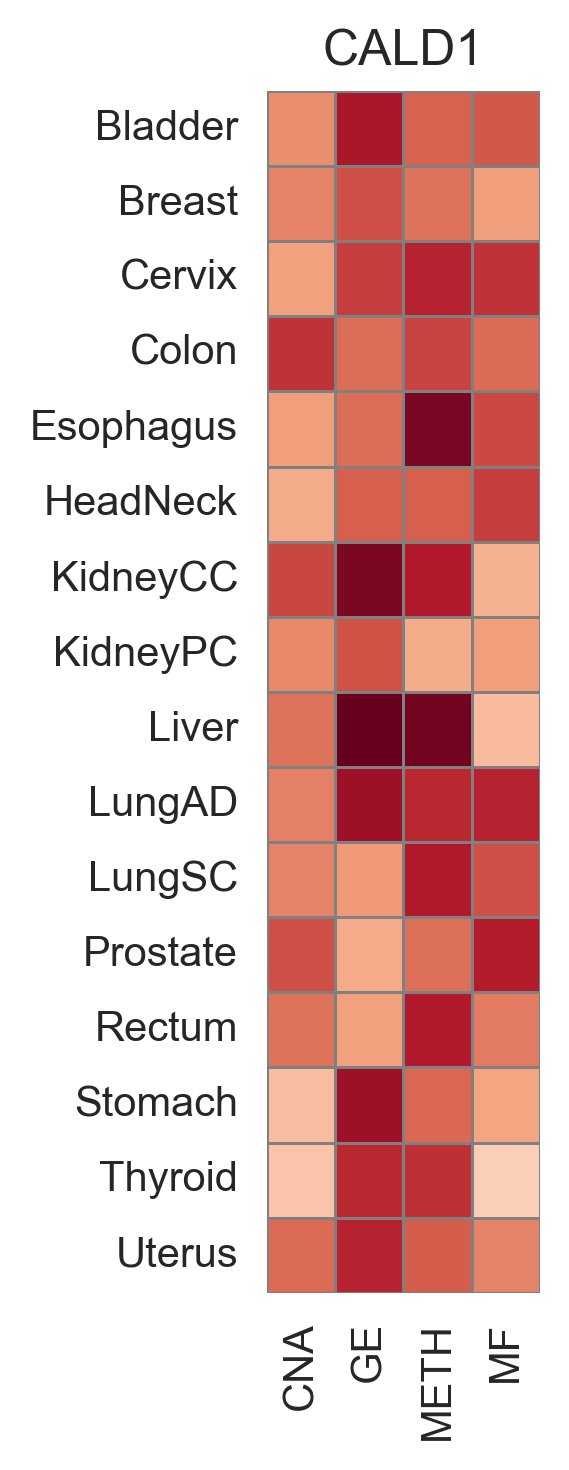 CALD1
Bladder
Breast
Cervix
Colon
Esophagus
HeadNeck
KidneyCC
KidneyPC
Liver
LungAD
LungSC
Prostate
Rectum
Stomach
Thyroid
Uterus
CNA
GE
METH
MF